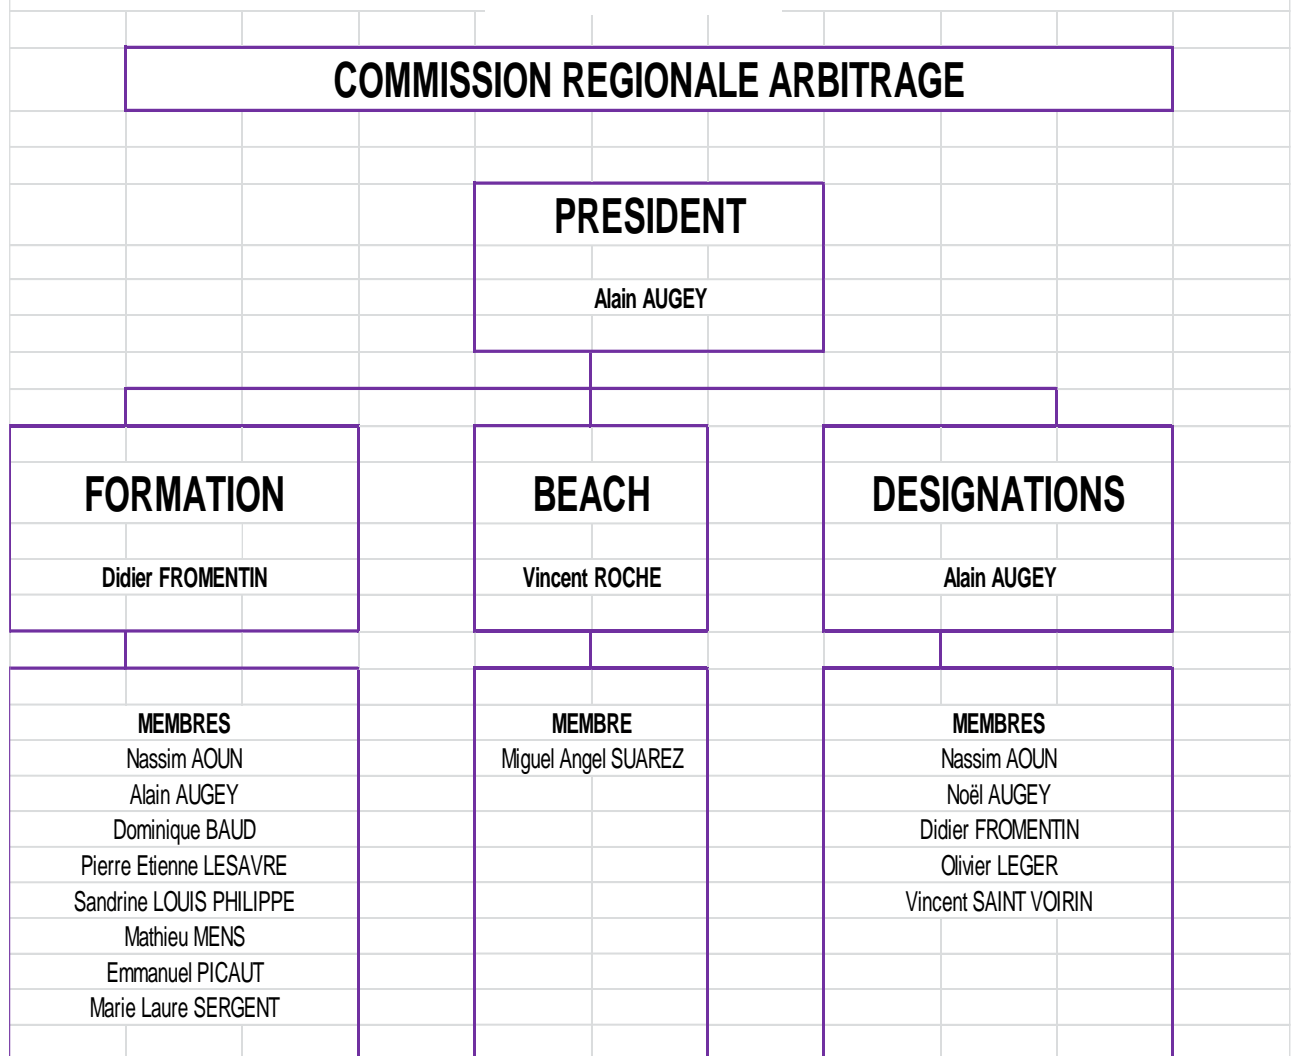 COMMISSION REGIONALE ARBITRAGE
PRESIDENT
Alain AUGEY
FORMATION
Didier FROMENTIN
MEMBRES
Nassim AOUN
Alain AUGEY
Dominique BAUD
Pierre Etienne LESAVRE
Sandrine LOUIS PHILIPPE
Mathieu MENS
Emmanuel PICAUT
Marie Laure SERGENT
BEACH
Vincent ROCHE
MEMBRE
Miguel Angel SUAREZ
DESIGNATIONS
Alain AUGEY
MEMBRES
Nassim AOUN
Noël AUGEY
Didier FROMENTIN
Olivier LEGER
Vincent SAINT VOIRIN